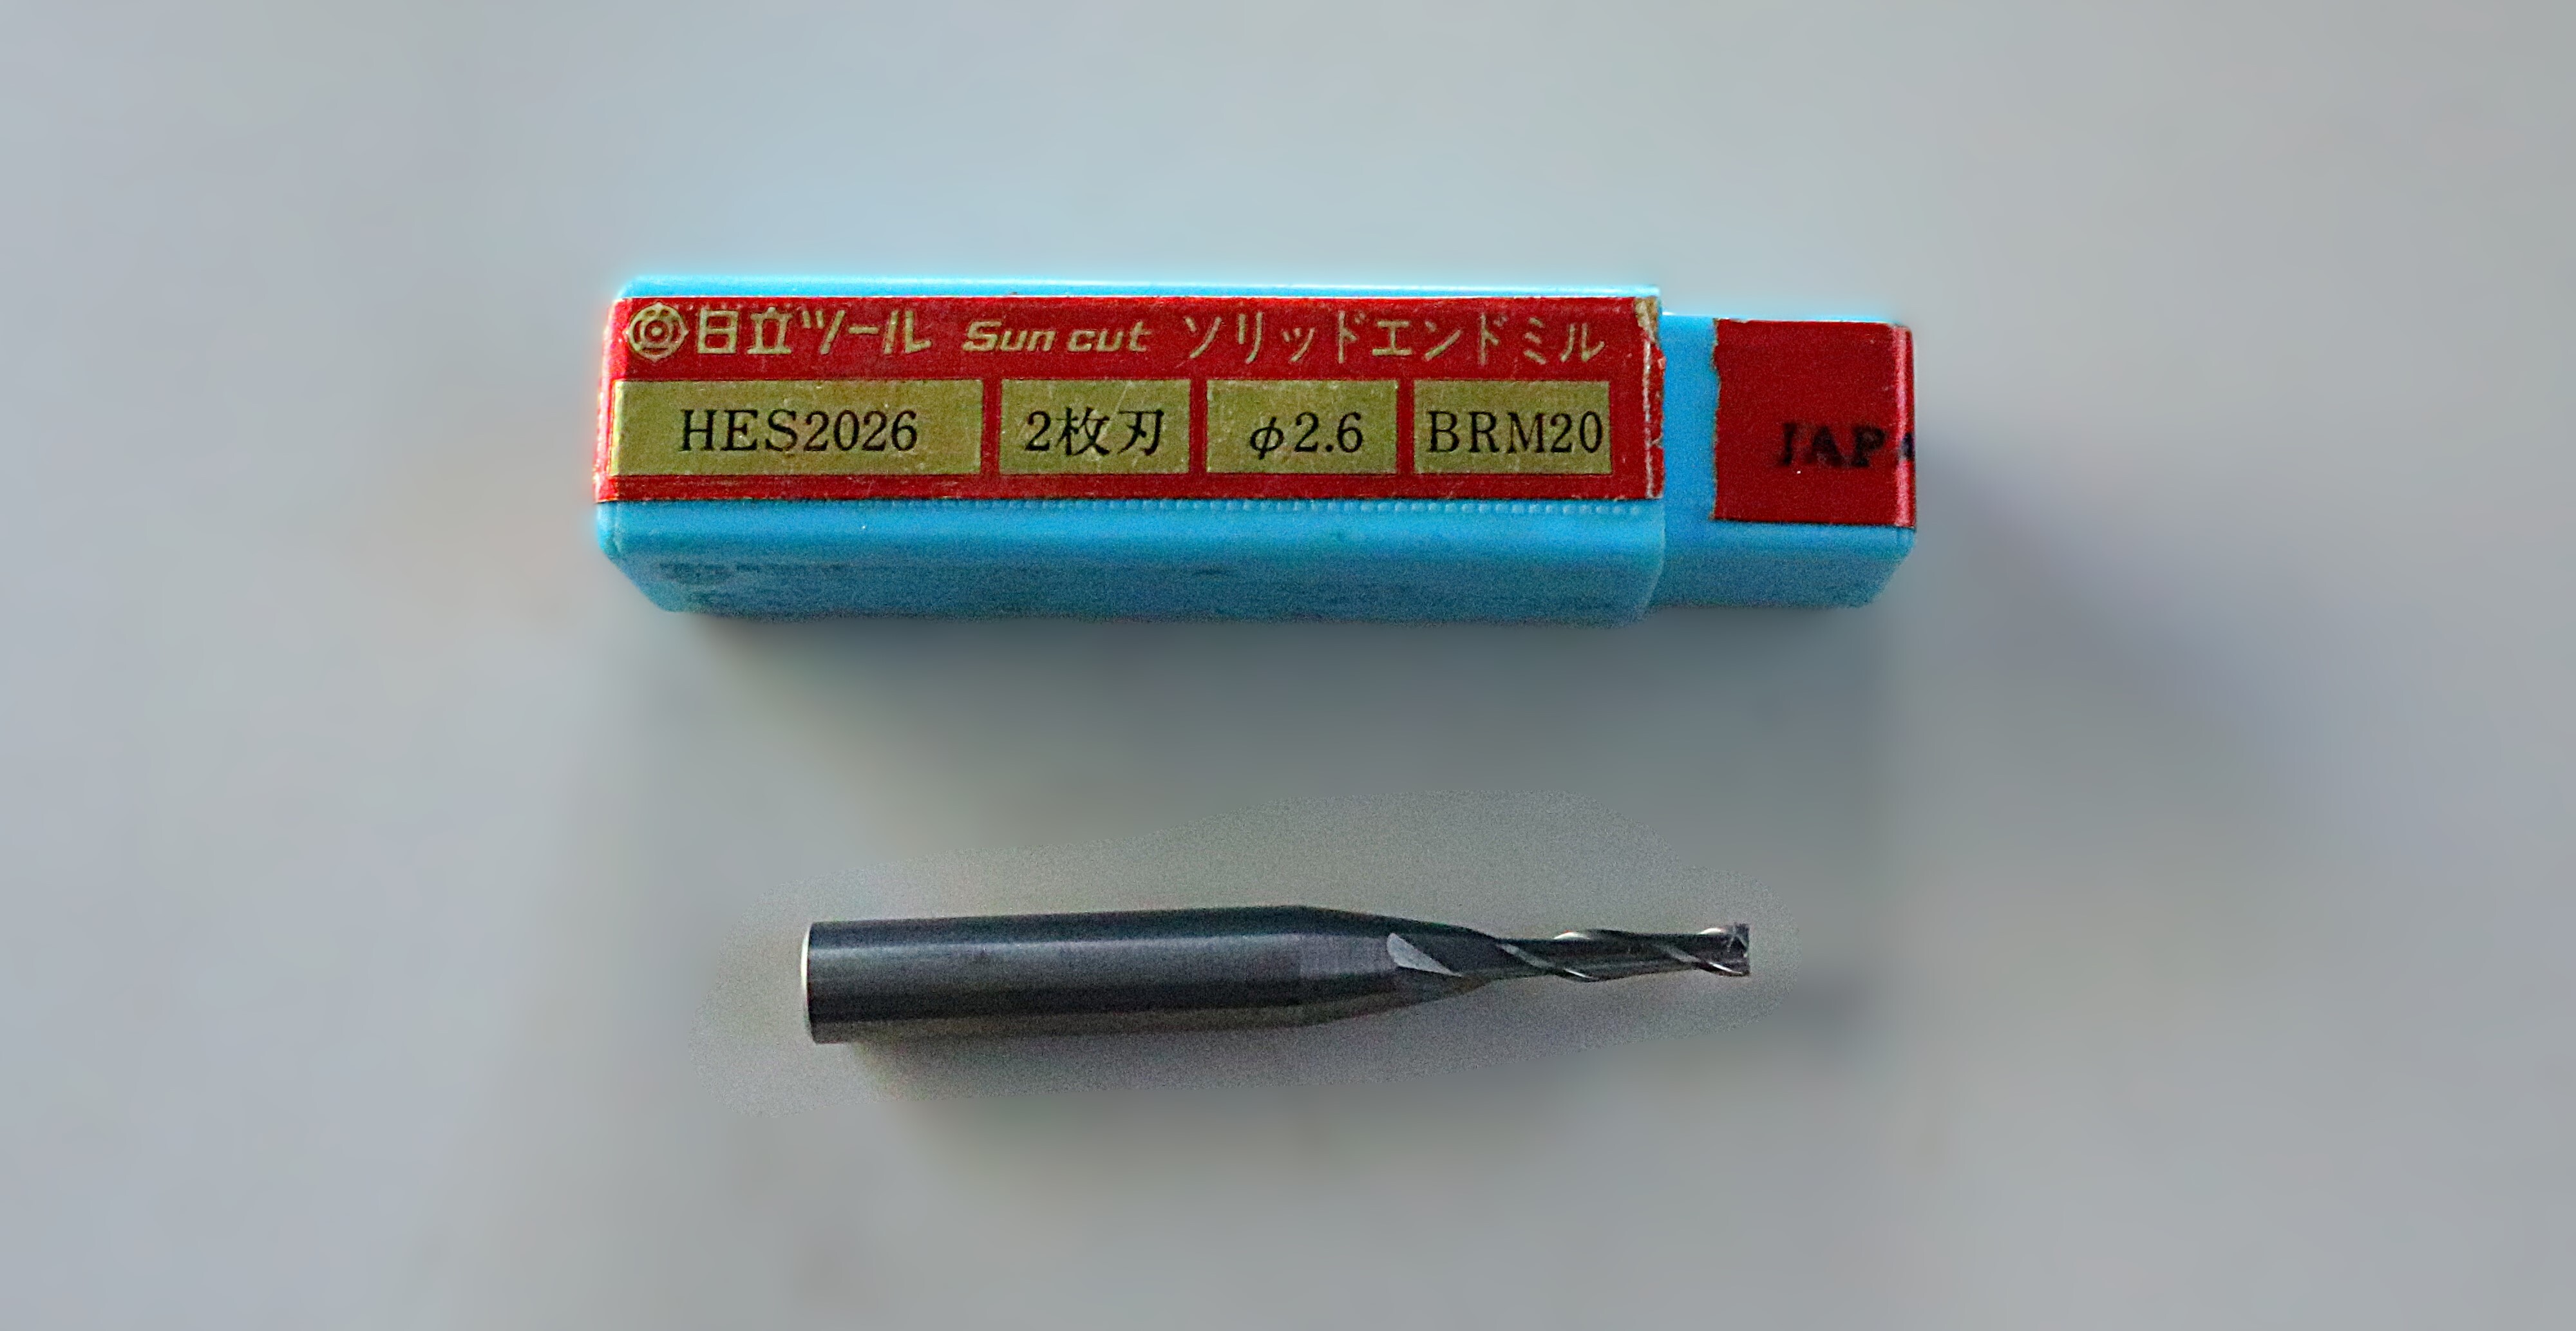 日立ツール Sun cut ソリッドエンドミル
HES2026 2枚刃 φ2.6 BRM20
JAPA